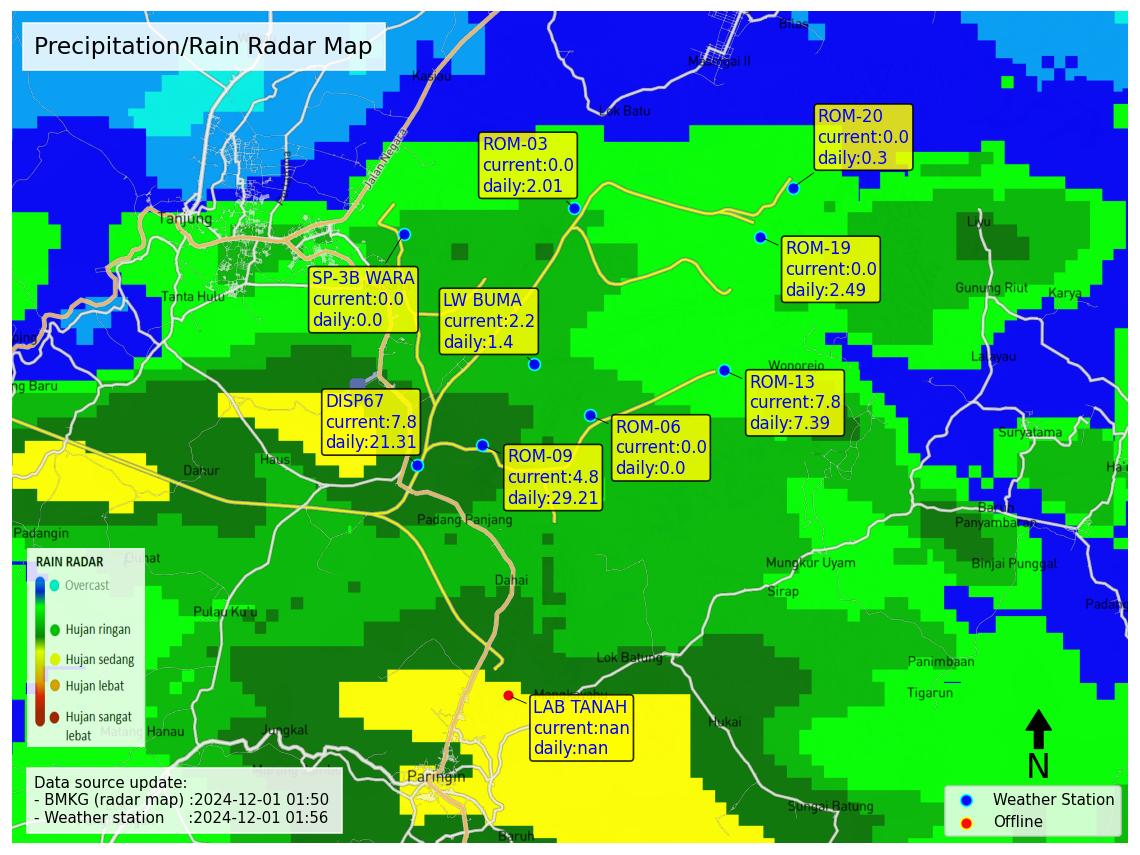 Precipitation/Rain Radar Map
Bilas
Kasiau
Lok Batu
Jalan Negara
Tanjung
ROM-03
current:0.0
daily:2.01
ROM-20
current:0.0
daily:0.3
Liyu
ROM-19
current:0.0
daily:2.49
SP-3B WARA
current:0.0
daily:0.0
LW BUMA
current:2.2
daily:1.4
Tanta Hulu
Gunung Riut
Karya
Lalayau
ng Baru
Wonorejo
ROM-13
current:7.8
daily:7.39
DISP67
current:7.8
daily:21.31
ROM-06
current:0.0
daily:0.0
ROM-09
current:4.8
daily:29.21
Suryatama
Haus
Dahur
Padang Panjang
Padangin
Barun
Panyambaran
Mungkur Uyam
Binjai Punggal
Sirap
Dahai
Padang
Pulau Ku'u
Lok Batung
Panimbaan
Tigarun
RAIN RADAR
Overcast
Hujan ringan
Hujan sedang
Hujan lebat
Hujan sangat
lebat
LAB TANAH
current:nan
daily:nan
Hukai
Jungkal
Matang Hanau
Paringin
Sungai Batung
Baruh
N
Data source update:
- BMKG (radar map) :2024-12-01 01:50
- Weather station :2024-12-01 01:56
Weather Station
Offline